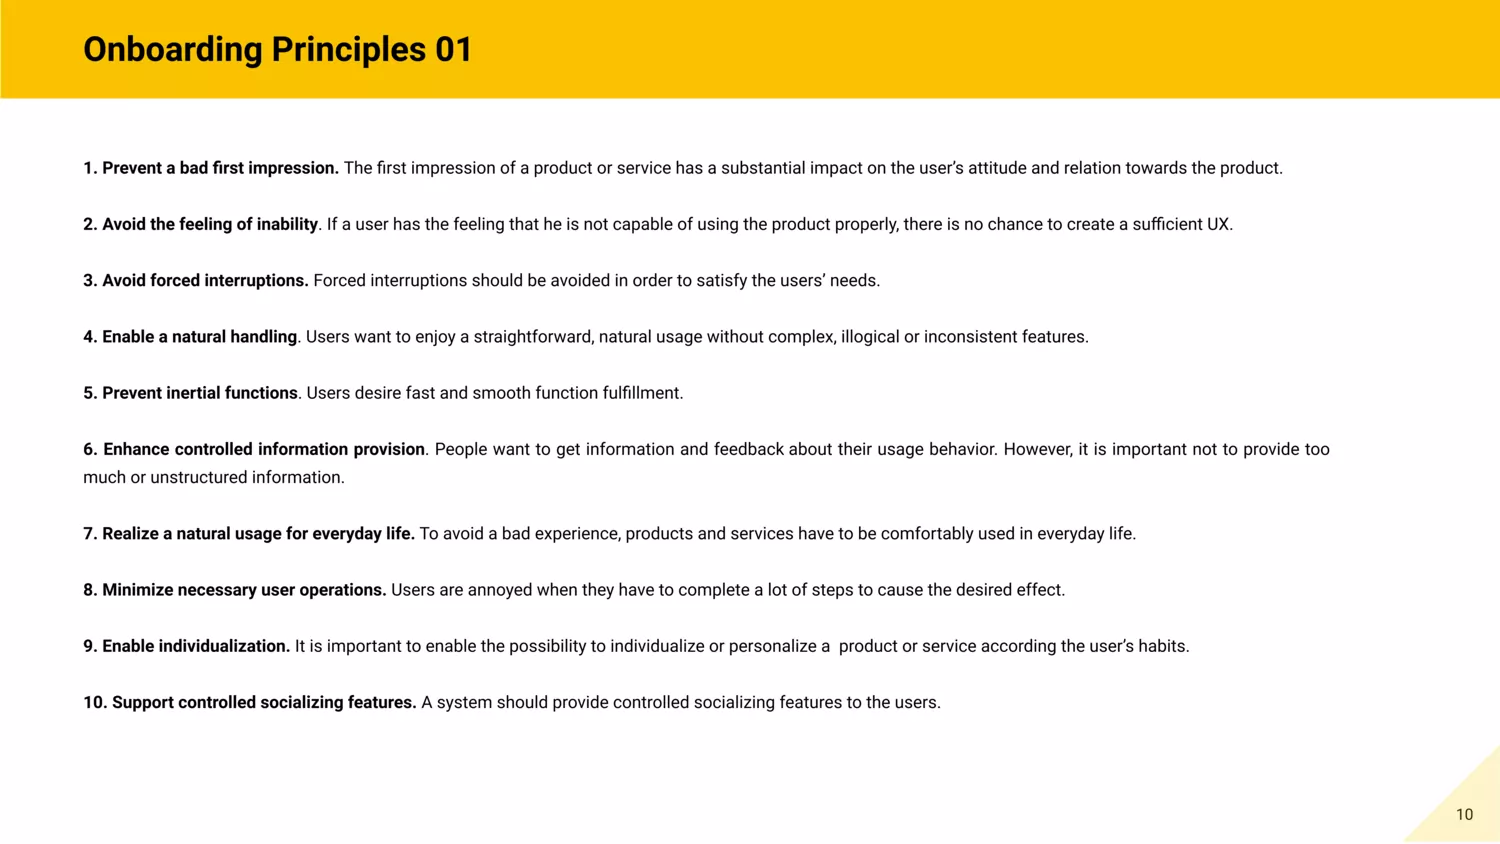 Onboarding Principles 01
1. Prevent a bad first impression. The first impression of a product or service has a substantial impact on the user’s attitude and relation towards the product.
2. Avoid the feeling of inability. If a user has the feeling that he is not capable of using the product properly, there is no chance to create a sufficient UX.
3. Avoid forced interruptions. Forced interruptions should be avoided in order to satisfy the users’ needs.
4. Enable a natural handling. Users want to enjoy a straightforward, natural usage without complex, illogical or inconsistent features.
5. Prevent inertial functions. Users desire fast and smooth function fulfillment.
6. Enhance controlled information provision. People want to get information and feedback about their usage behavior. However, it is important not to provide too
much or unstructured information.
7. Realize a natural usage for everyday life. To avoid a bad experience, products and services have to be comfortably used in everyday life.
8. Minimize necessary user operations. Users are annoyed when they have to complete a lot of steps to cause the desired effect.
9. Enable individualization. It is important to enable the possibility to individualize or personalize a  product or service according the user’s habits.
10. Support controlled socializing features. A system should provide controlled socializing features to the users.
10